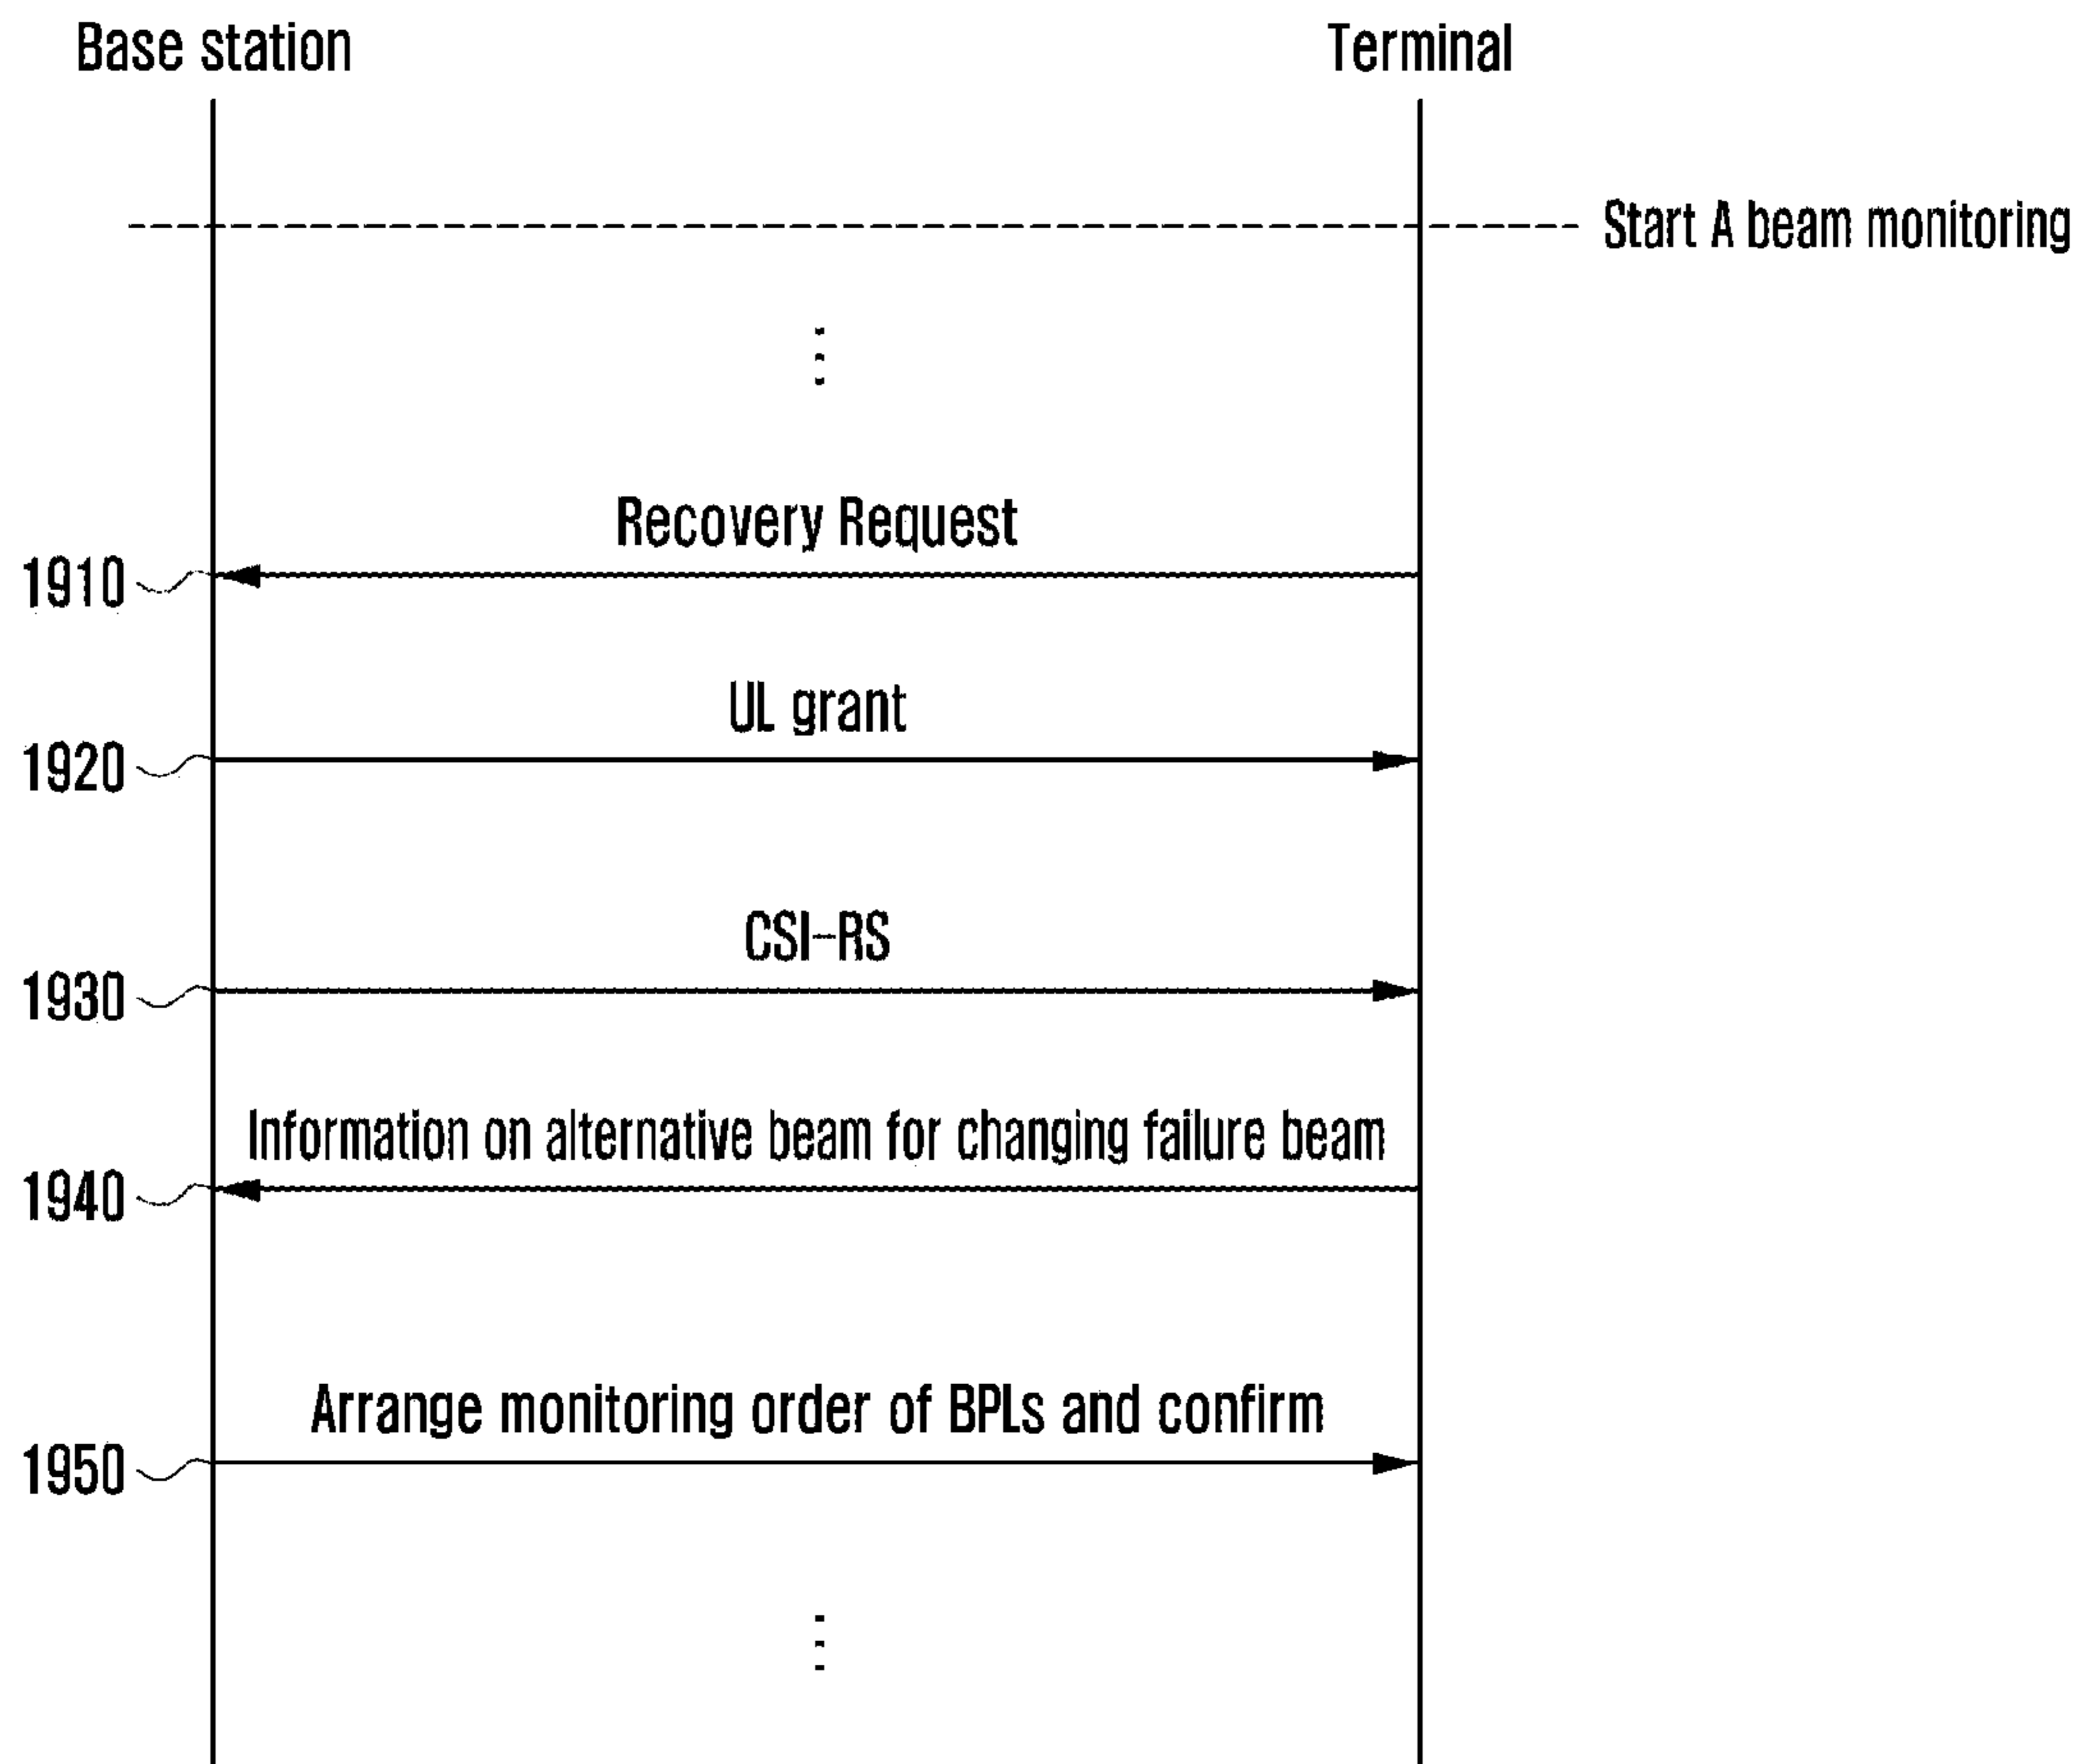 Base station
Terminal
Start A beam monitoring
Recovery Request
1910
UL grant
1920
CSI-RS
1930
Information on alternative beam for changing failure beam
1940
Arrange monitoring order of BPLs and confirm
1950